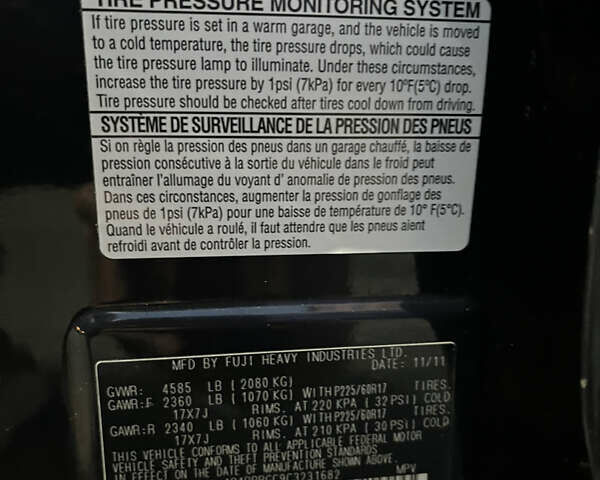 TIRE PRESSURE MONITORING SYSTEM
If tire pressure is set in a warm garage, and the vehicle is moved
to a cold temperature, the tire pressure drops, which could cause
the tire pressure lamp to illuminate. Under these circumstances,
increase the tire pressure by 1psi (7kPa) for every 10°F(5°C) drop.
Tire pressure should be checked after tires cool down from driving.
SYSTÈME DE SURVEILLANCE DE LA PRESSION DES PNEUS
Si on règle la pression des pneus dans un garage chauffé, la baisse de
pression consécutive à la sortie du véhicule dans le froid peut
entraîner l'allumage du voyant d' anomalie de pression des pneus.
Dans ces circonstances, augmenter la pression de gonflage des
pneus de 1psi (7kPa) pour une baisse de température de 10° F(5°C).
Quand le véhicule a roulé, il faut attendre que les pneus aient
refroidi avant de contrôler la pression.
MFD BY FUJI HEAVY INDUSTRIES LTD.
DATE: 11/11
GVWR: 4585 LB ( 2080 KG)
GAWR:F 2360 LB ( 1070 KG) WITH P225/60R17 TIRES.
17X7J RIMS. AT 220 KPA ( 32 PSI) COLD
GAWR:R 2340 LB ( 1060 KG) WITH P225/60R17 TIRES.
17X7J RIMS. AT 210 KPA ( 30 PSI) COLD
THIS VEHICLE CONFORMS TO ALL APPLICABLE FEDERAL MOTOR
VEHICLE SAFETY AND THEFT PREVENTION STANDARDS
IN EFFECT ON THE DATE OF MANUFACTURE SHOWN ABOVE.
MPV